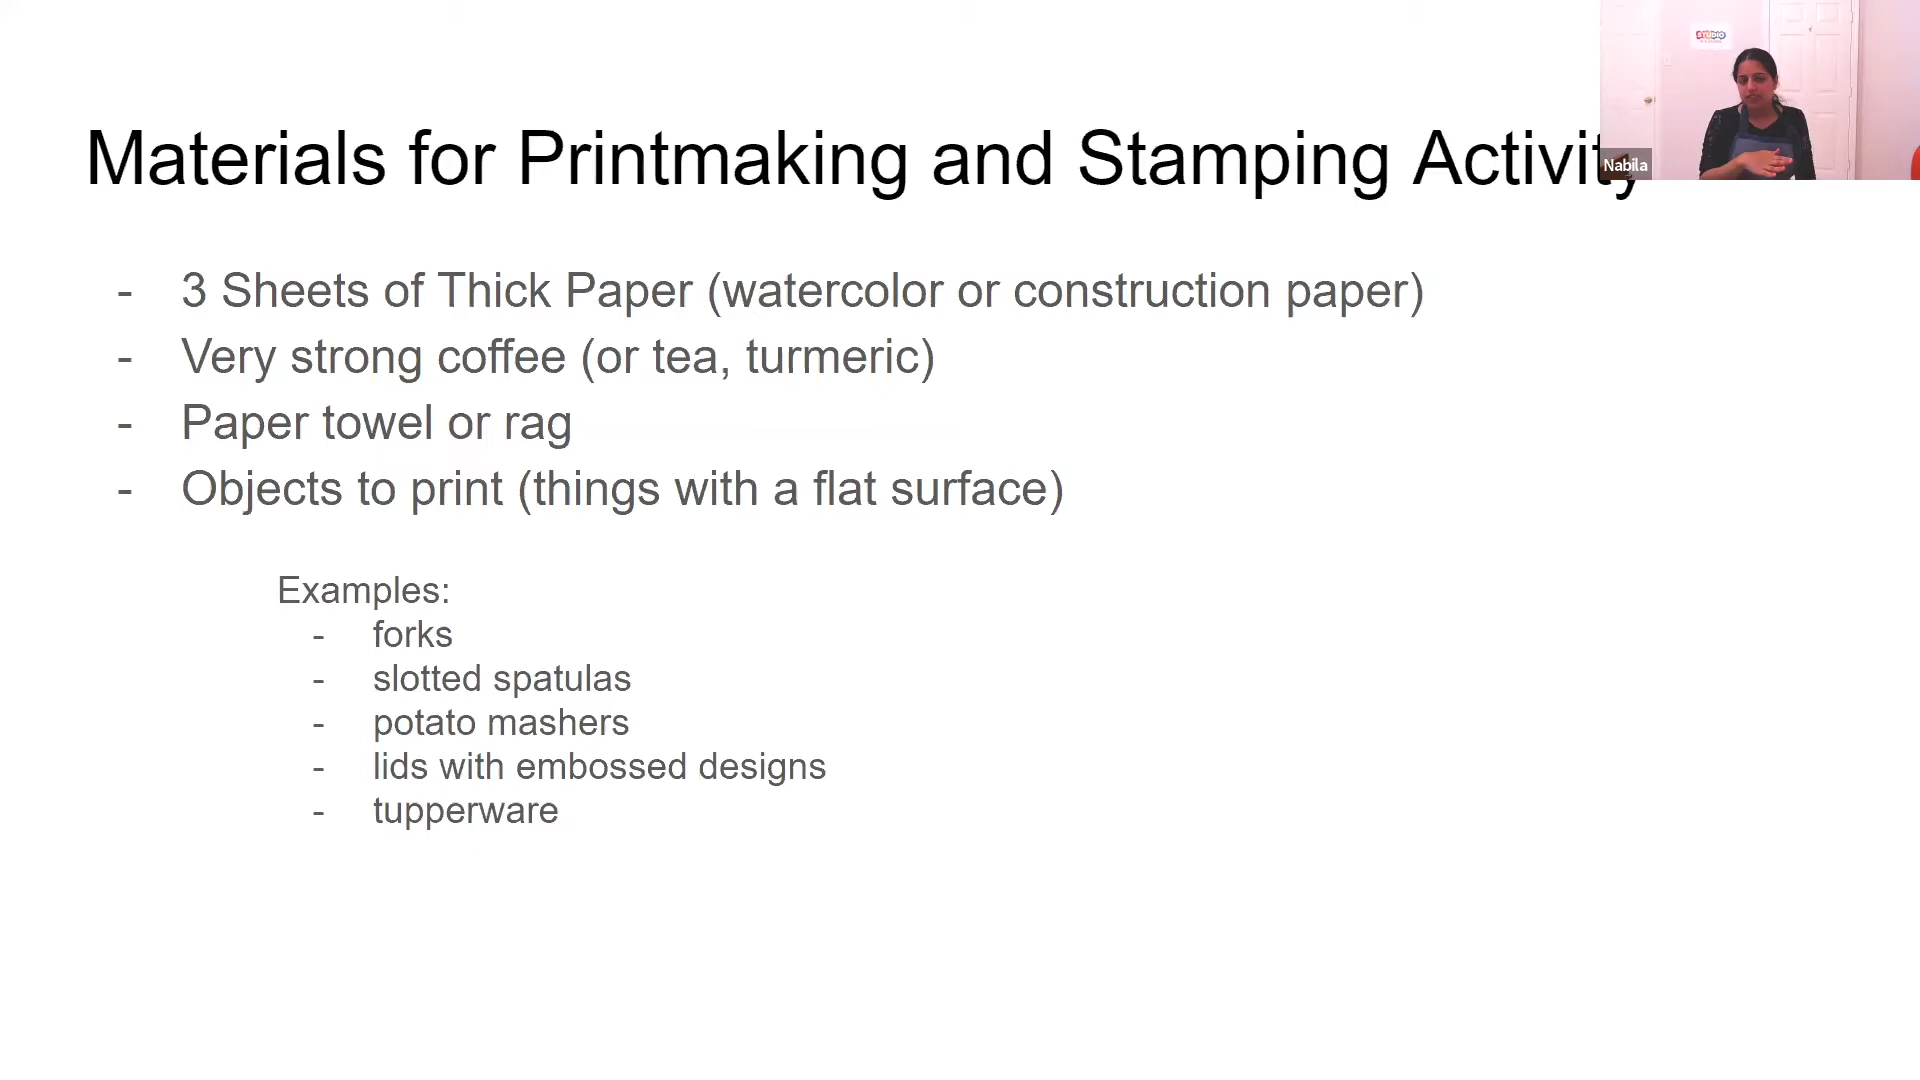 Materials for Printmaking and Stamping Activity
- 3 Sheets of Thick Paper (watercolor or construction paper)
- Very strong coffee (or tea, turmeric)
- Paper towel or rag
- Objects to print (things with a flat surface)
Examples:
- forks
- slotted spatulas
- potato mashers
- lids with embossed designs
- tupperware
STUDIO
Nabila